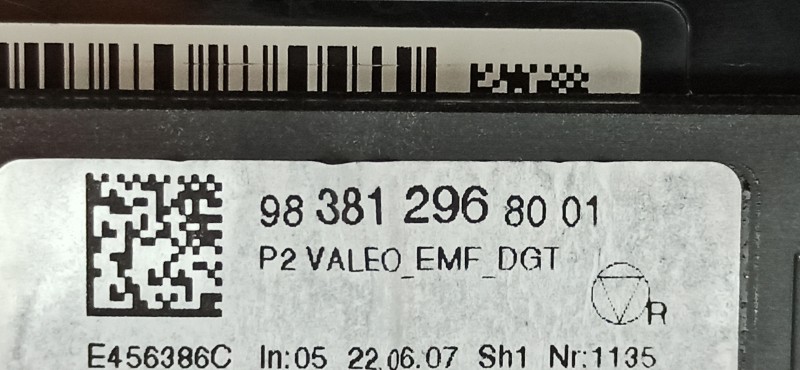 98 381 296 80 01
P2 VALEO_EMF_DGT
R
E456386C In:05 22.06.07 Sh1 Nr:1135